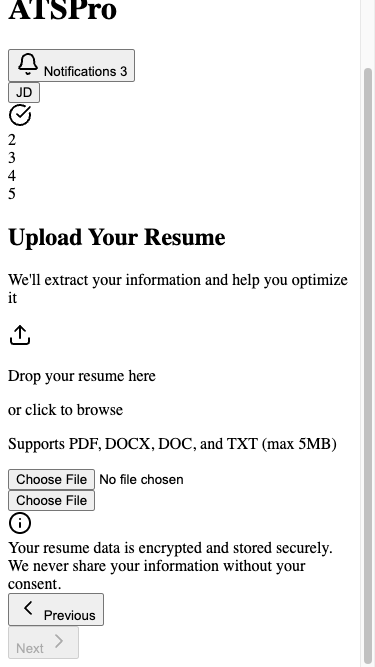 ATSPro
Notifications 3
JD
2
3
4
5
Upload Your Resume
We'll extract your information and help you optimize
it
Drop your resume here
or click to browse
Supports PDF, DOCX, DOC, and TXT (max 5MB)
Choose File No file chosen
Choose File
Your resume data is encrypted and stored securely.
We never share your information without your
consent.
Previous
Next